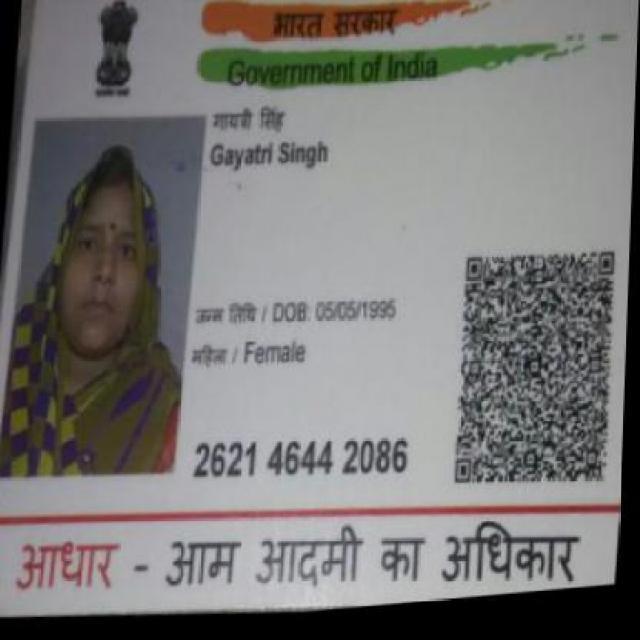 भारत सरकार
Government of India
गायत्री सिंह
Gayatri Singh
जन्म तिथि / DOB: 05/05/1995
महिला / Female
2621 4644 2086
आधार - आम आदमी का अधिकार